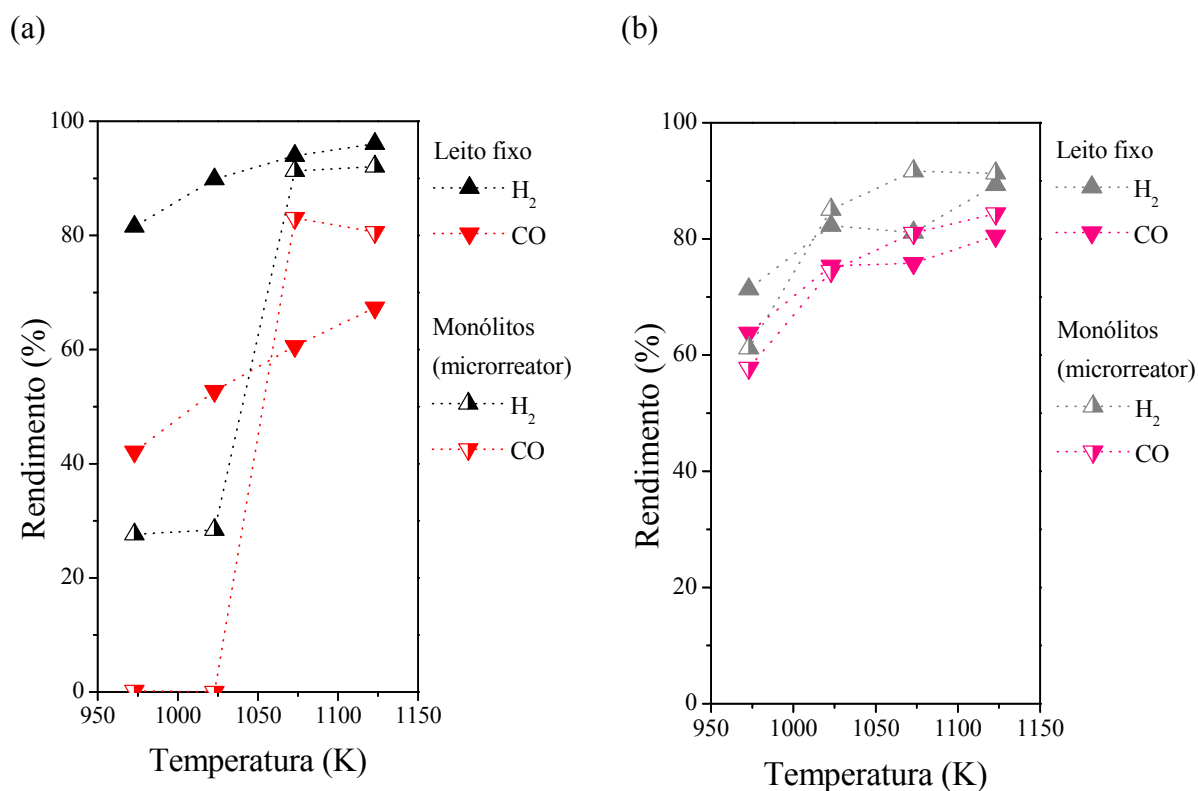 (a)
100
80
60
40
20
0
950
1000
1050
1100
1150
Rendimento (%)
Temperatura (K)
Leito fixo
H₂
CO
Monólitos
(microrreator)
H₂
CO
(b)
100
80
60
40
20
0
950
1000
1050
1100
1150
Rendimento (%)
Temperatura (K)
Leito fixo
H₂
CO
Monólitos
(microrreator)
H₂
CO